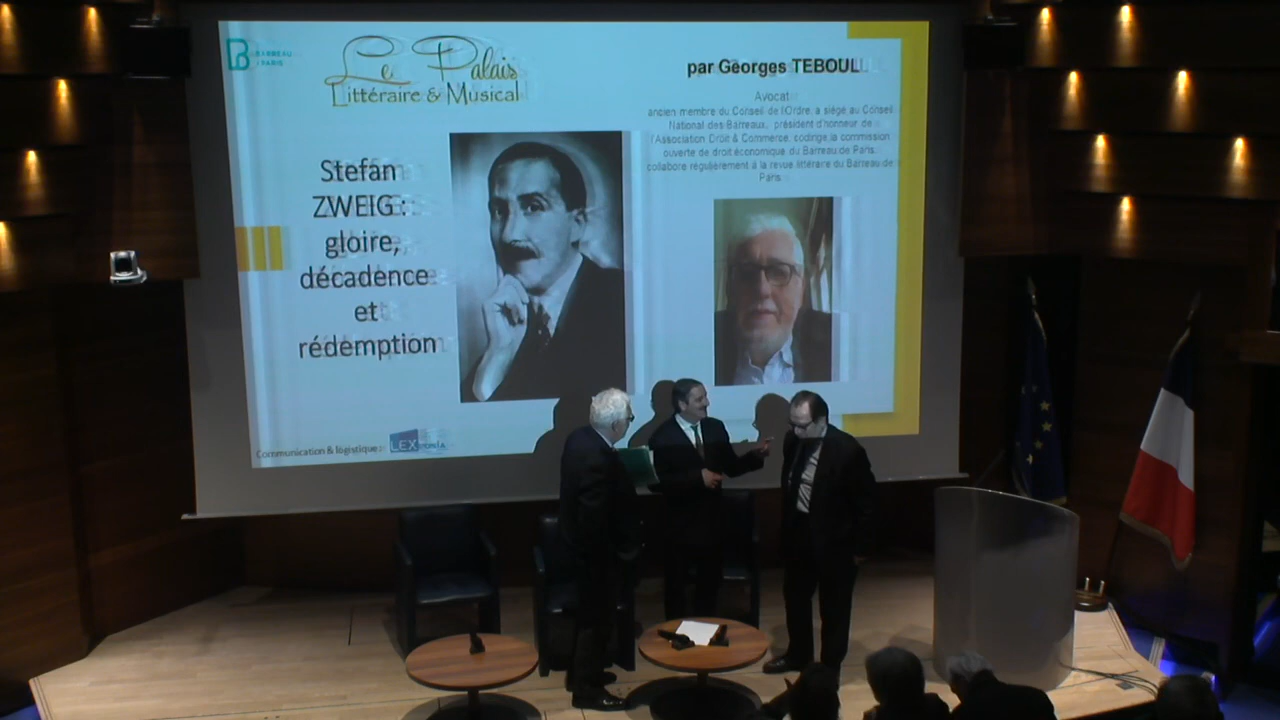 BARREAU
PARIS
Le Palais
Littéraire & Musical
par Georges TEBOUL
Avocat
ancien membre du Conseil de l'Ordre, a siégé au Conseil
National des Barreaux, président d'honneur de
l'Association Droit & Commerce, codirige la commission
ouverte de droit économique du Barreau de Paris,
collabore régulièrement à la revue littéraire du Barreau de
Paris
Stefan
ZWEIG :
gloire,
décadence
et
rédemption
Communication & logistique :
LEX